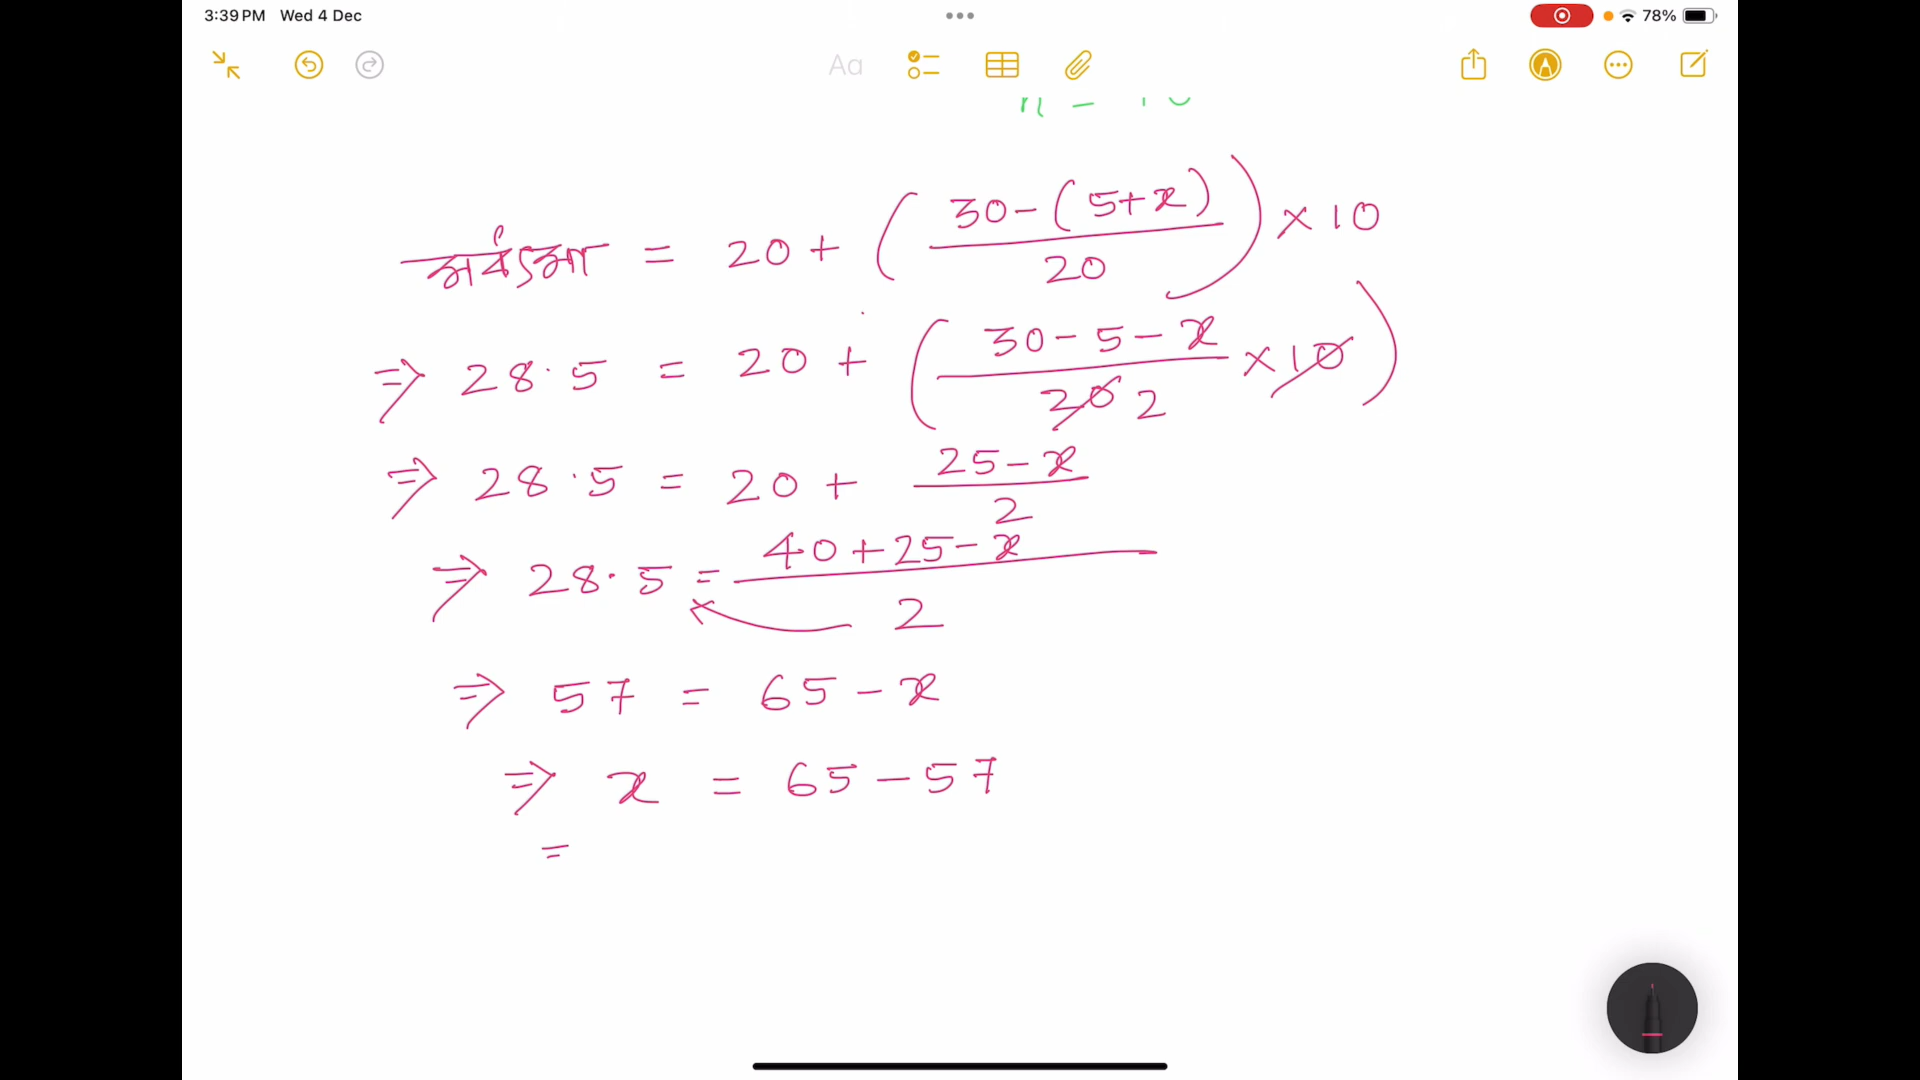 3:39 PM Wed 4 Dec 78%
Aa
= 20 + ( 30 - (5+x) / 20 ) × 10
⇒ 28.5 = 20 + ( 30 - 5 - x / 20 2 × 10 )
⇒ 28.5 = 20 + 25 - x / 2
⇒ 28.5 = 40 + 25 - x / 2
⇒ 57 = 65 - x
⇒ x = 65 - 57
=